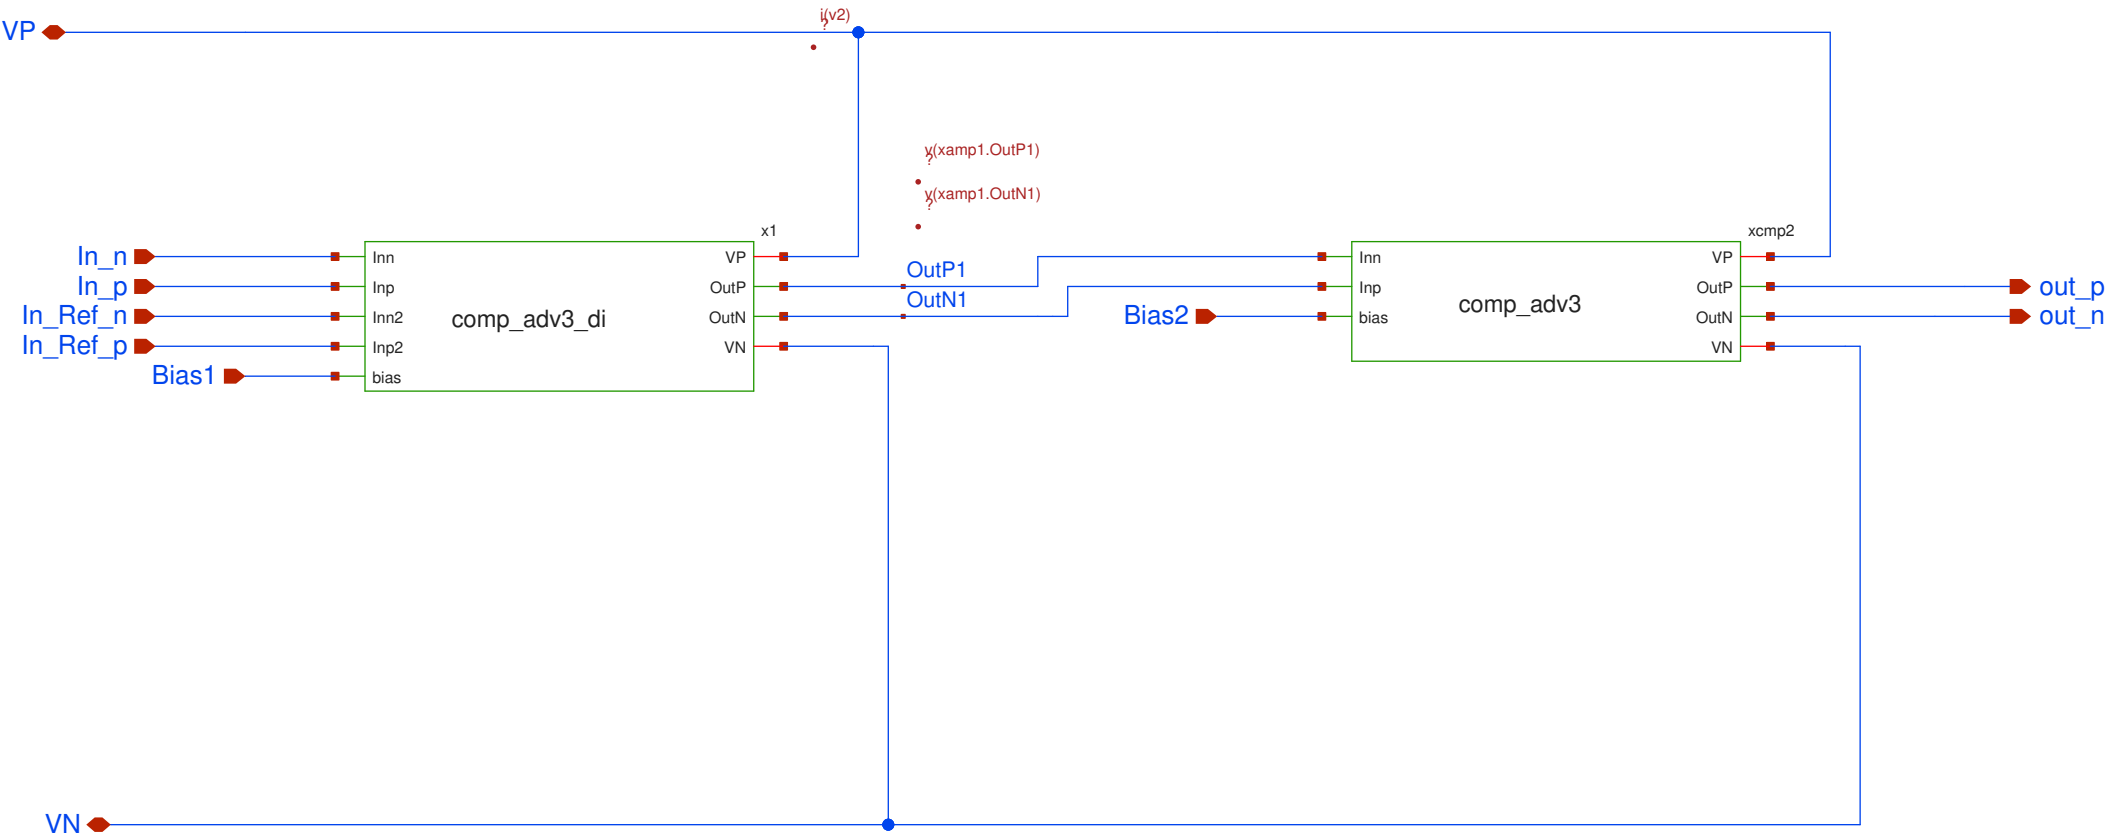 i(v2)
?
VP
v(xamp1.OutP1)
?
v(xamp1.OutN1)
?
x1
xcmp2
In_n
Inn
VP
Inn
VP
In_p
Inp
OutP
OutP1
Inp
OutP
out_p
In_Ref_n
Inn2
comp_adv3_di
OutN
OutN1
Bias2
bias
comp_adv3
OutN
out_n
In_Ref_p
Inp2
VN
VN
Bias1
bias
VN